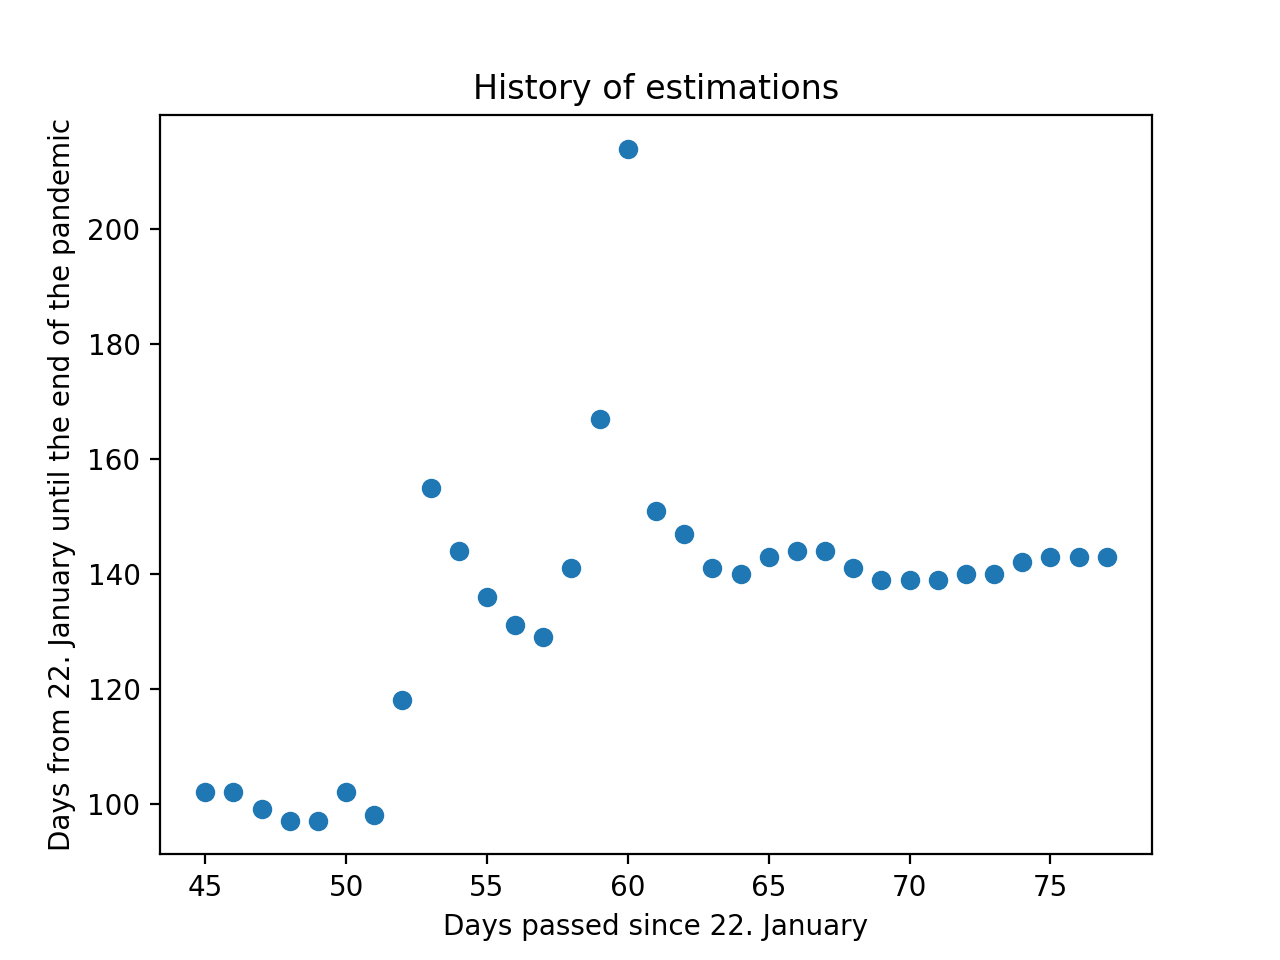 History of estimations
Days from 22. January until the end of the pandemic
200
180
160
140
120
100
45 50 55 60 65 70 75
Days passed since 22. January